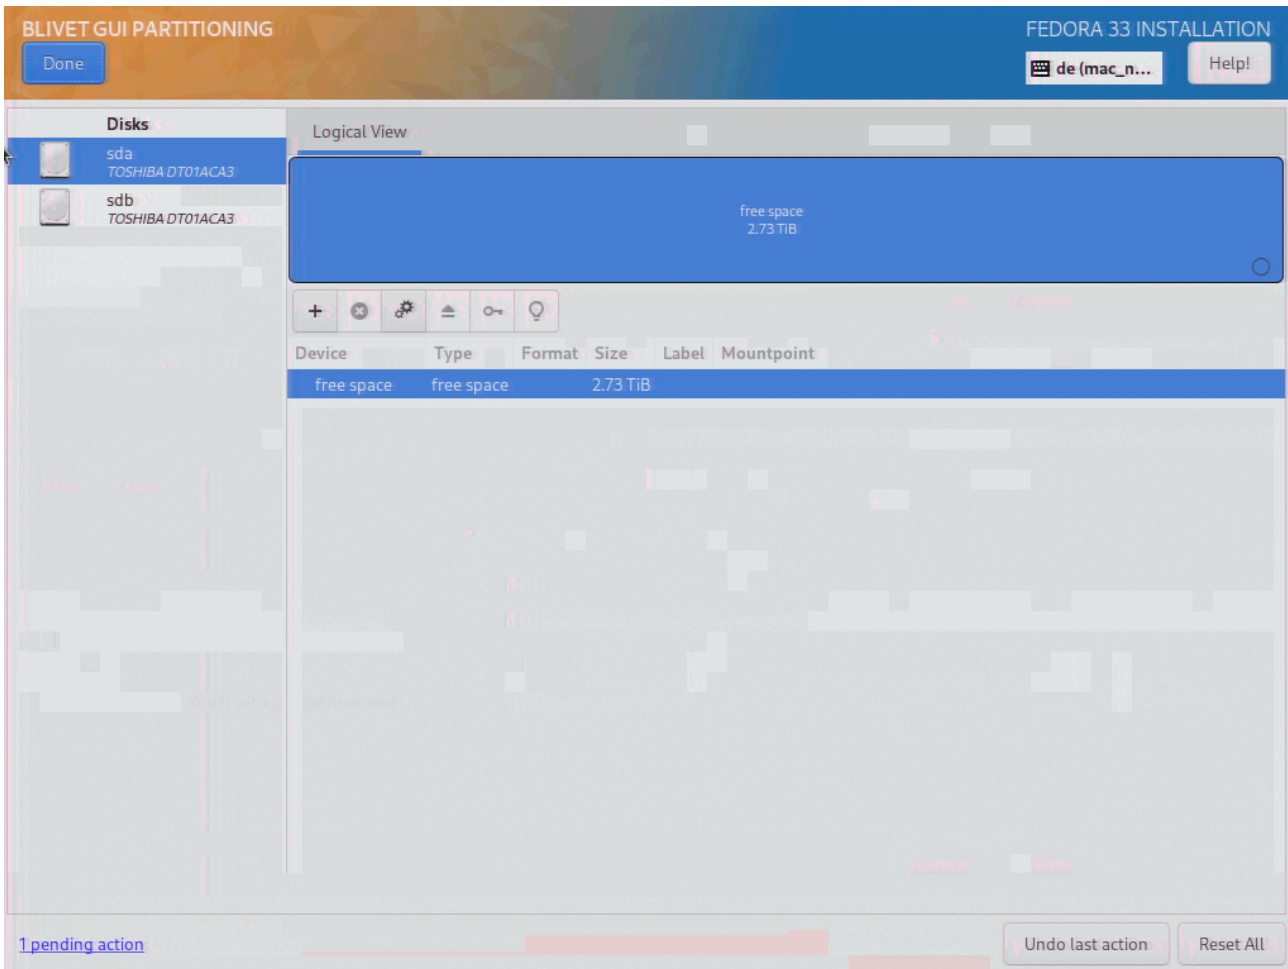 BLIVET GUI PARTITIONING
FEDORA 33 INSTALLATION
Done
de (mac_n...
Help!
Disks
sda
TOSHIBA DT01ACA3
sdb
TOSHIBA DT01ACA3
Logical View
free space
2.73 TiB
Device Type Format Size Label Mountpoint
free space free space 2.73 TiB
1 pending action
Undo last action
Reset All